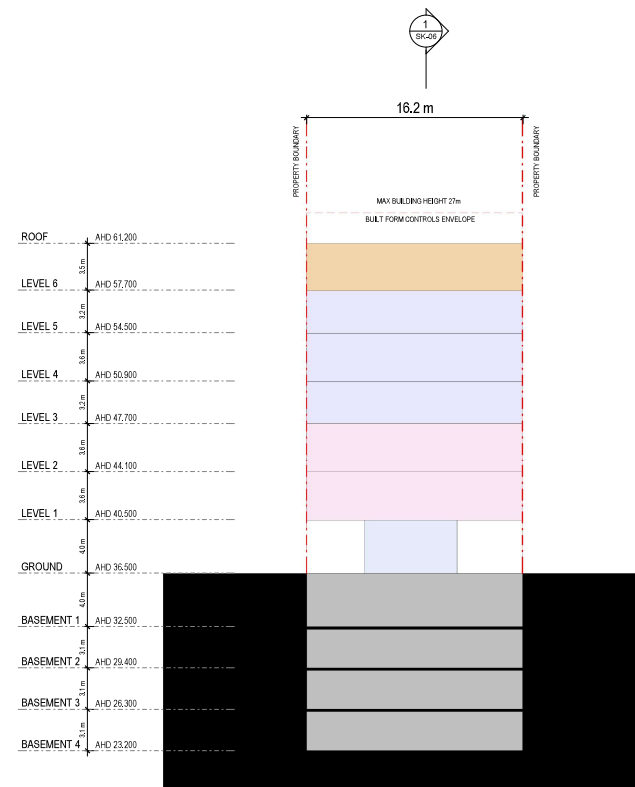 1
SK-06
16.2 m
PROPERTY BOUNDARY
PROPERTY BOUNDARY
MAX BUILDING HEIGHT 27m
BUILT FORM CONTROLS ENVELOPE
ROOF AHD 61,200
3.5 m
LEVEL 6 AHD 57,700
3.2 m
LEVEL 5 AHD 54.500
3.6 m
LEVEL 4 AHD 50.900
3.2 m
LEVEL 3 AHD 47.700
3.6 m
LEVEL 2 AHD 44.100
3.6 m
LEVEL 1 AHD 40.500
4.0 m
GROUND AHD 36.500
4.0 m
BASEMENT 1 AHD 32.500
3.1 m
BASEMENT 2 AHD 29.400
3.1 m
BASEMENT 3 AHD 26.300
3.1 m
BASEMENT 4 AHD 23.200